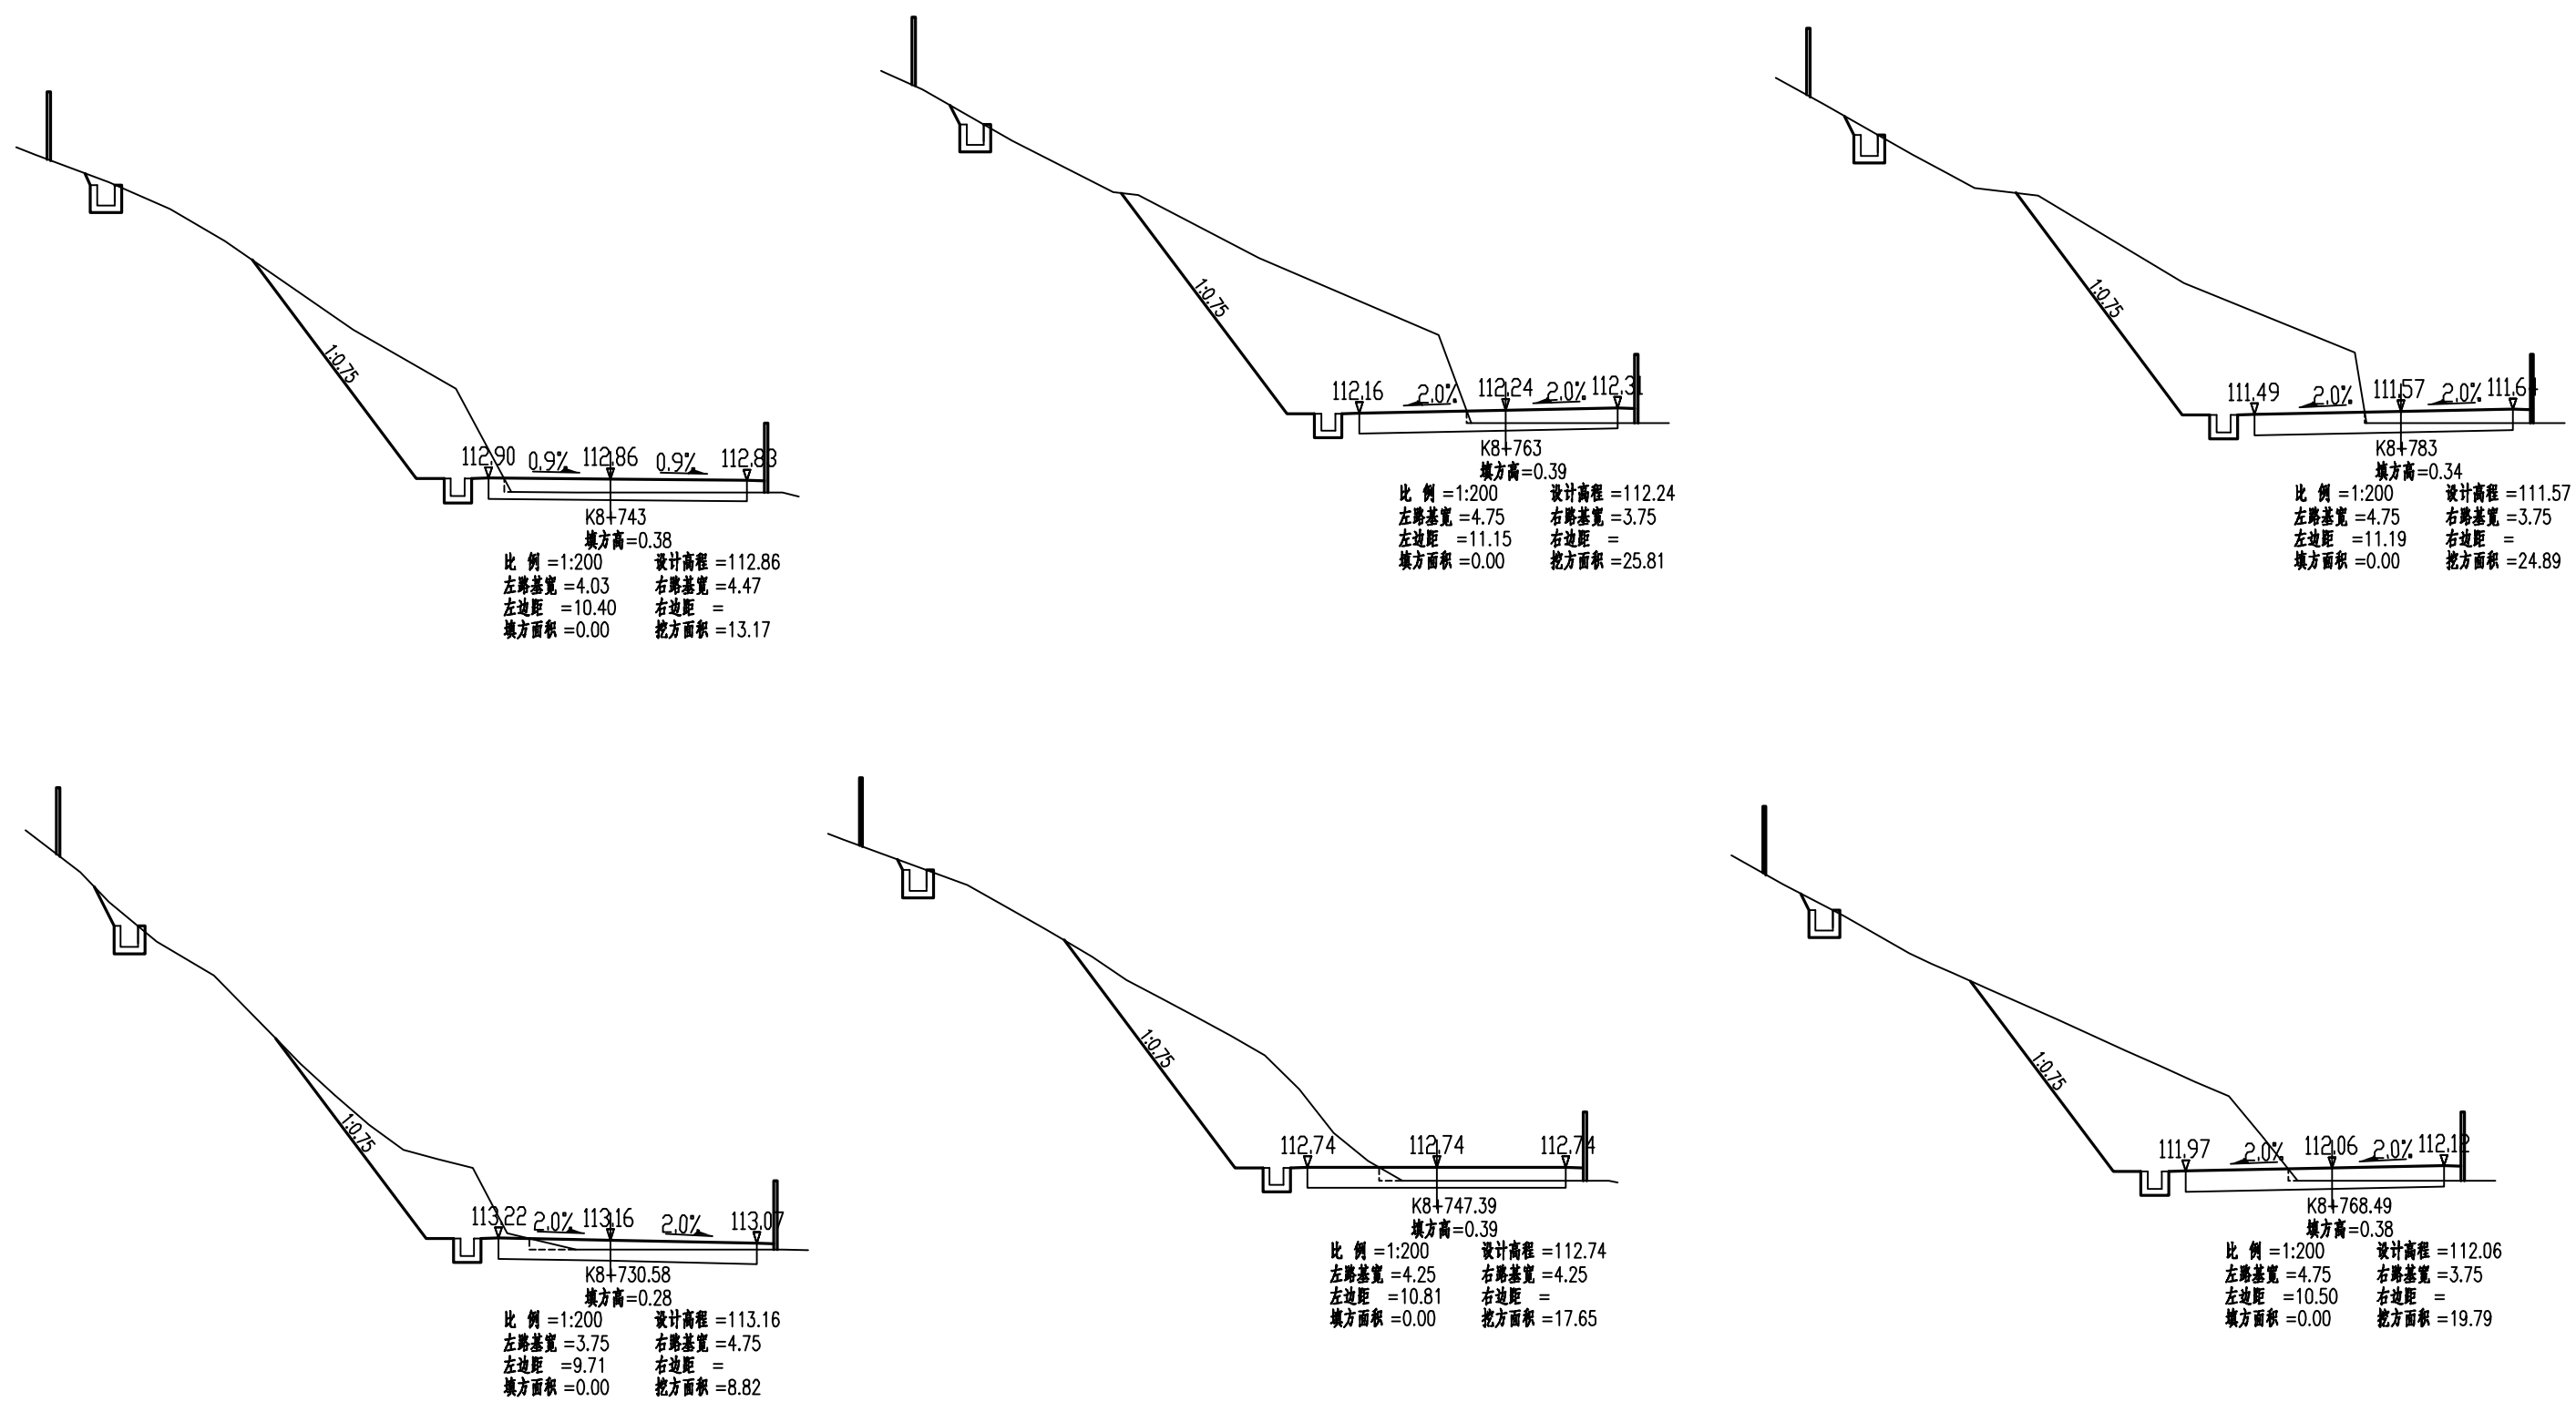 1:0.75
112.90 0.9% 112.86 0.9% 112.83
K8+743
填方高=0.38
比 例 =1:200 设计高程 =112.86
左路基宽 =4.03 右路基宽 =4.47
左边距 =10.40 右边距 =
填方面积 =0.00 挖方面积 =13.17
1:0.75
112.16 2.0% 112.24 2.0% 112.31
K8+763
填方高=0.39
比 例 =1:200 设计高程 =112.24
左路基宽 =4.75 右路基宽 =3.75
左边距 =11.15 右边距 =
填方面积 =0.00 挖方面积 =25.81
1:0.75
111.49 2.0% 111.57 2.0% 111.64
K8+783
填方高=0.34
比 例 =1:200 设计高程 =111.57
左路基宽 =4.75 右路基宽 =3.75
左边距 =11.19 右边距 =
填方面积 =0.00 挖方面积 =24.89
1:0.75
113.22 2.0% 113.16 2.0% 113.07
K8+730.58
填方高=0.28
比 例 =1:200 设计高程 =113.16
左路基宽 =3.75 右路基宽 =4.75
左边距 =9.71 右边距 =
填方面积 =0.00 挖方面积 =8.82
1:0.75
112.74 112.74 112.74
K8+747.39
填方高=0.39
比 例 =1:200 设计高程 =112.74
左路基宽 =4.25 右路基宽 =4.25
左边距 =10.81 右边距 =
填方面积 =0.00 挖方面积 =17.65
1:0.75
111.97 2.0% 112.06 2.0% 112.12
K8+768.49
填方高=0.38
比 例 =1:200 设计高程 =112.06
左路基宽 =4.75 右路基宽 =3.75
左边距 =10.50 右边距 =
填方面积 =0.00 挖方面积 =19.79